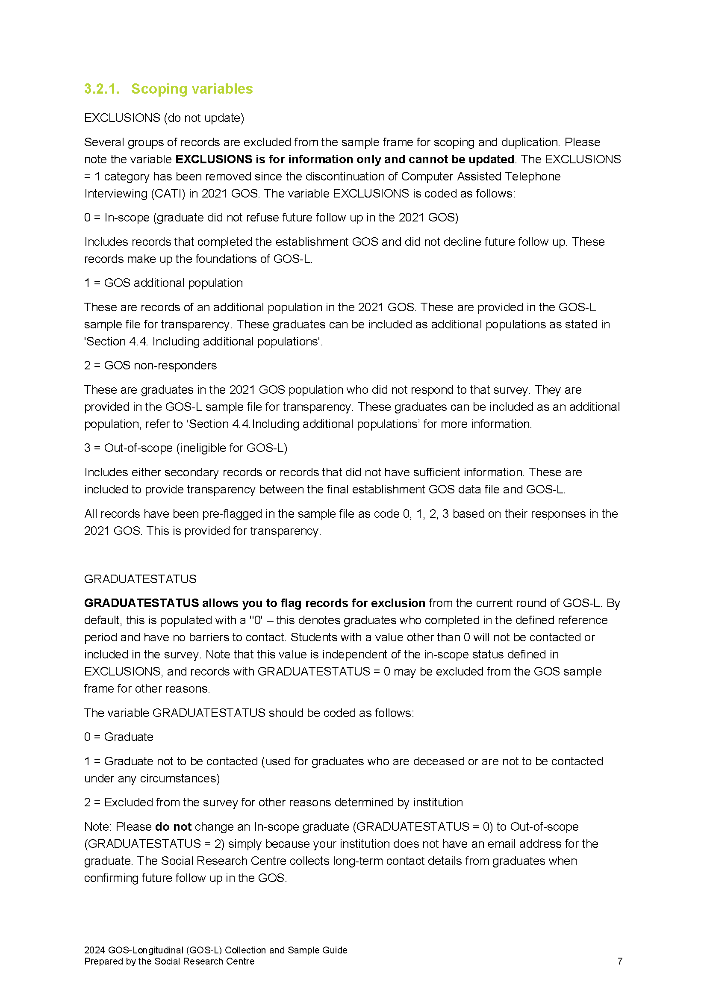 3.2.1. Scoping variables
EXCLUSIONS (do not update)
Several groups of records are excluded from the sample frame for scoping and duplication. Please
note the variable EXCLUSIONS is for information only and cannot be updated. The EXCLUSIONS
= 1 category has been removed since the discontinuation of Computer Assisted Telephone
Interviewing (CATI) in 2021 GOS. The variable EXCLUSIONS is coded as follows:
0 = In-scope (graduate did not refuse future follow up in the 2021 GOS)
Includes records that completed the establishment GOS and did not decline future follow up. These
records make up the foundations of GOS-L.
1 = GOS additional population
These are records of an additional population in the 2021 GOS. These are provided in the GOS-L
sample file for transparency. These graduates can be included as additional populations as stated in
'Section 4.4. Including additional populations'.
2 = GOS non-responders
These are graduates in the 2021 GOS population who did not respond to that survey. They are
provided in the GOS-L sample file for transparency. These graduates can be included as an additional
population, refer to ‘Section 4.4.Including additional populations’ for more information.
3 = Out-of-scope (ineligible for GOS-L)
Includes either secondary records or records that did not have sufficient information. These are
included to provide transparency between the final establishment GOS data file and GOS-L.
All records have been pre-flagged in the sample file as code 0, 1, 2, 3 based on their responses in the
2021 GOS. This is provided for transparency.
GRADUATESTATUS
GRADUATESTATUS allows you to flag records for exclusion from the current round of GOS-L. By
default, this is populated with a "0' – this denotes graduates who completed in the defined reference
period and have no barriers to contact. Students with a value other than 0 will not be contacted or
included in the survey. Note that this value is independent of the in-scope status defined in
EXCLUSIONS, and records with GRADUATESTATUS = 0 may be excluded from the GOS sample
frame for other reasons.
The variable GRADUATESTATUS should be coded as follows:
0 = Graduate
1 = Graduate not to be contacted (used for graduates who are deceased or are not to be contacted
under any circumstances)
2 = Excluded from the survey for other reasons determined by institution
Note: Please do not change an In-scope graduate (GRADUATESTATUS = 0) to Out-of-scope
(GRADUATESTATUS = 2) simply because your institution does not have an email address for the
graduate. The Social Research Centre collects long-term contact details from graduates when
confirming future follow up in the GOS.
2024 GOS-Longitudinal (GOS-L) Collection and Sample Guide
Prepared by the Social Research Centre 7